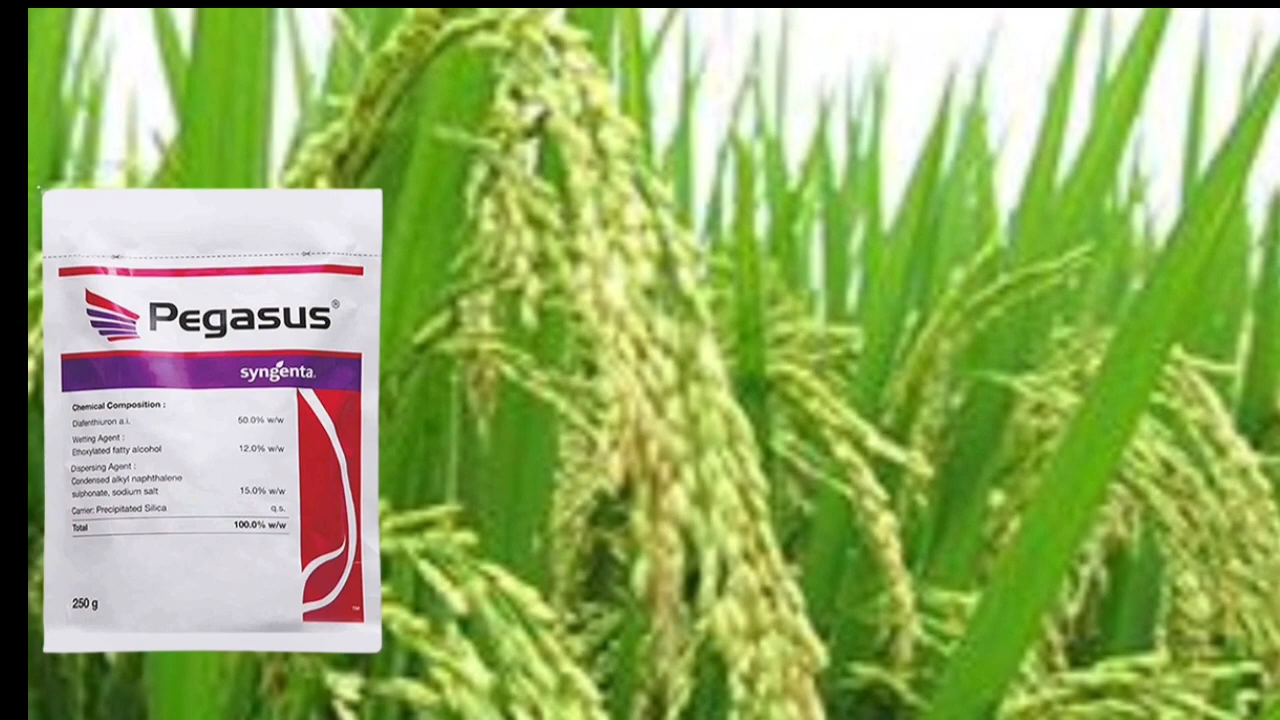 Pegasus®
syngenta.
Chemical Composition :
Diafenthiuron a.i. 50.0% w/w
Wetting Agent :
Ethoxylated fatty alcohol 12.0% w/w
Dispersing Agent :
Condensed alkyl naphthalene
sulphonate, sodium salt 15.0% w/w
Carrier: Precipitated Silica q.s.
Total 100.0% w/w
250 g
TM